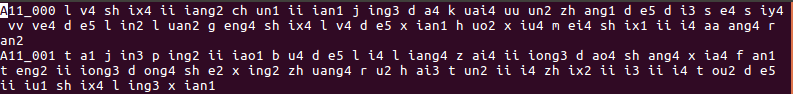 A11_000 l v4 sh ix4 ii iang2 ch un1 ii ian1 j ing3 d a4 k uai4 uu un2 zh ang1 d e5 d i3 s e4 s iy4
 vv ve4 d e5 l in2 l uan2 g eng4 sh ix4 l v4 d e5 x ian1 h uo2 x iu4 m ei4 sh ix1 ii i4 aa ang4 r
an2
A11_001 t a1 j in3 p ing2 ii iao1 b u4 d e5 l i4 l iang4 z ai4 ii iong3 d ao4 sh ang4 x ia4 f an1
t eng2 ii iong3 d ong4 sh e2 x ing2 zh uang4 r u2 h ai3 t un2 ii i4 zh ix2 ii i3 ii i4 t ou2 d e5
ii iu1 sh ix4 l ing3 x ian1